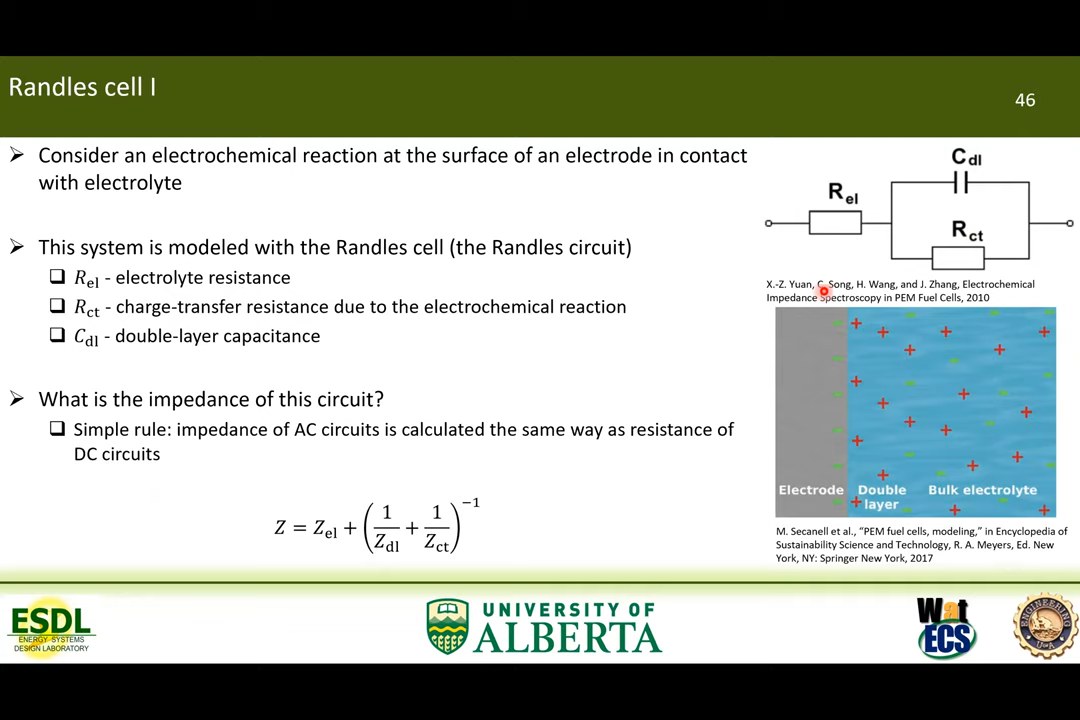 Randles cell I
46
➢ Consider an electrochemical reaction at the surface of an electrode in contact
with electrolyte
➢ This system is modeled with the Randles cell (the Randles circuit)
❑ R_el - electrolyte resistance
❑ R_ct - charge-transfer resistance due to the electrochemical reaction
❑ C_dl - double-layer capacitance
➢ What is the impedance of this circuit?
❑ Simple rule: impedance of AC circuits is calculated the same way as resistance of
DC circuits
Z = Z_el + (1/Z_dl + 1/Z_ct)^−1
C_dl
R_el
R_ct
X.-Z. Yuan, C. Song, H. Wang, and J. Zhang, Electrochemical
Impedance Spectroscopy in PEM Fuel Cells, 2010
Electrode Double Bulk electrolyte
layer
M. Secanell et al., “PEM fuel cells, modeling,” in Encyclopedia of
Sustainability Science and Technology, R. A. Meyers, Ed. New
York, NY: Springer New York, 2017
ESDL
ENERGY SYSTEMS
DESIGN LABORATORY
UNIVERSITY OF
ALBERTA
Wat
ECS
ENGINEERING
U of A